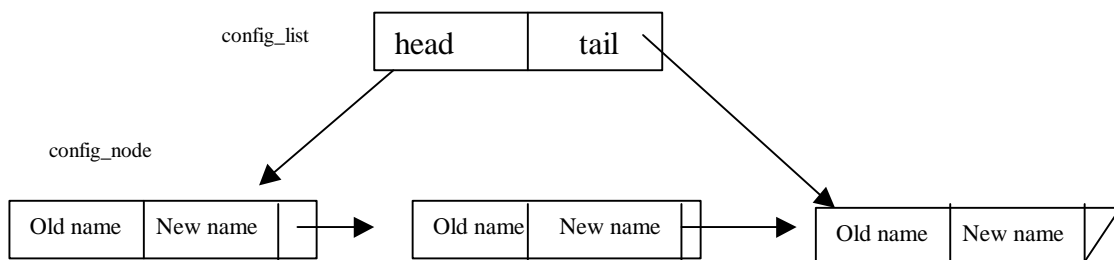 config_list
head tail
config_node
Old name New name Old name New name Old name New name